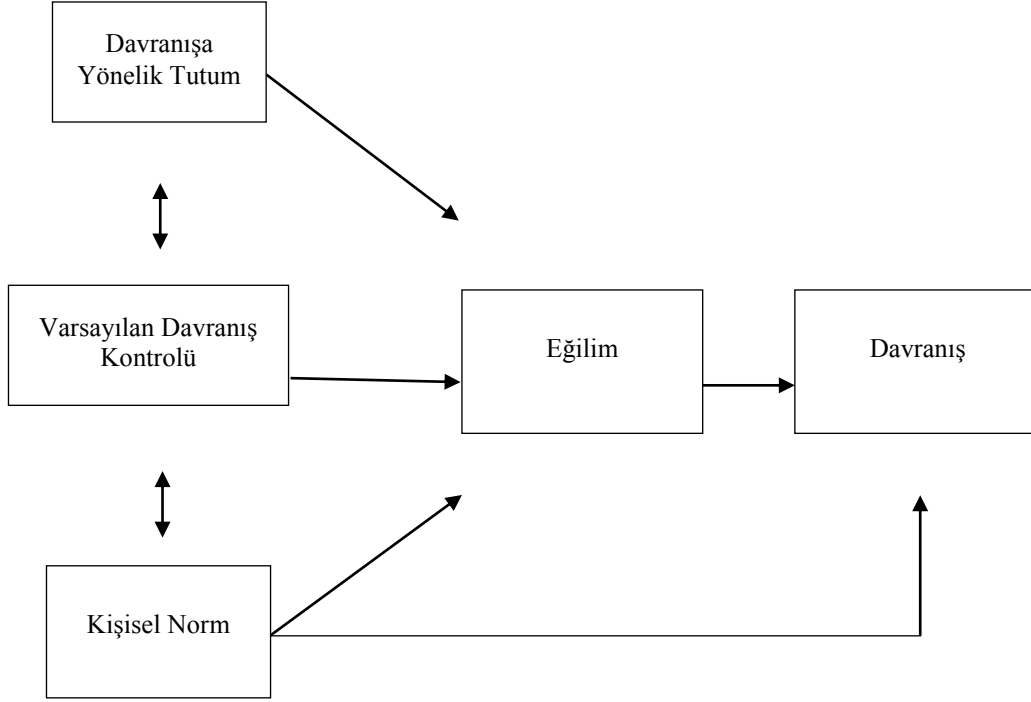 Davranışa
Yönelik Tutum
Varsayılan Davranış
Kontrolü
Eğilim
Davranış
Kişisel Norm